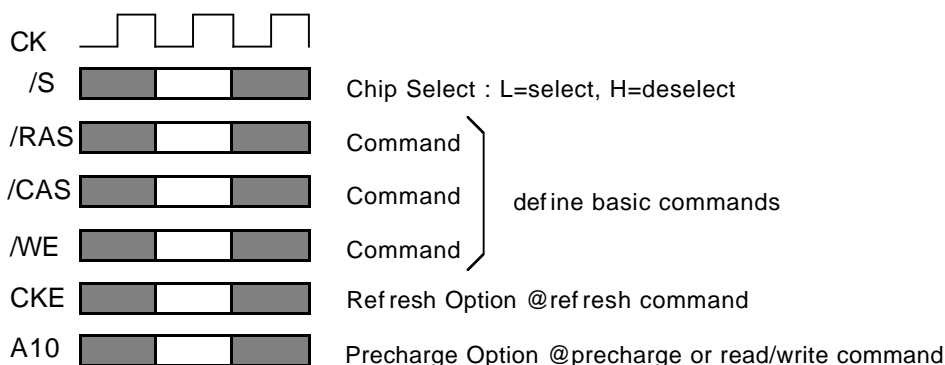 CK
/S Chip Select : L=select, H=deselect
/RAS Command
/CAS Command define basic commands
/WE Command
CKE Refresh Option @refresh command
A10 Precharge Option @precharge or read/write command